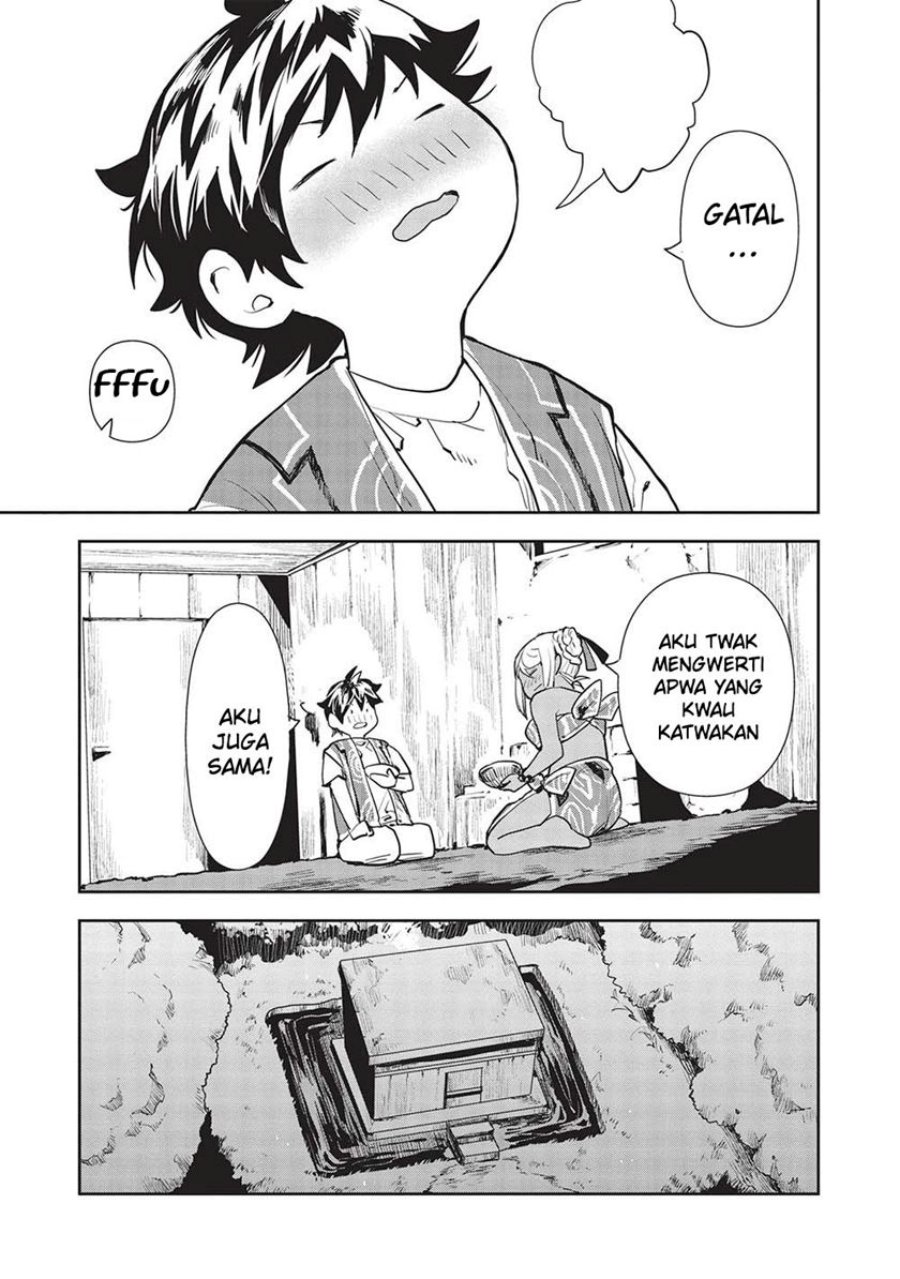 GATAL
...
FFFU
AKU TWAK
MENGWERTI
APWA YANG
KWAU
KATWAKAN
AKU
JUGA
SAMA!